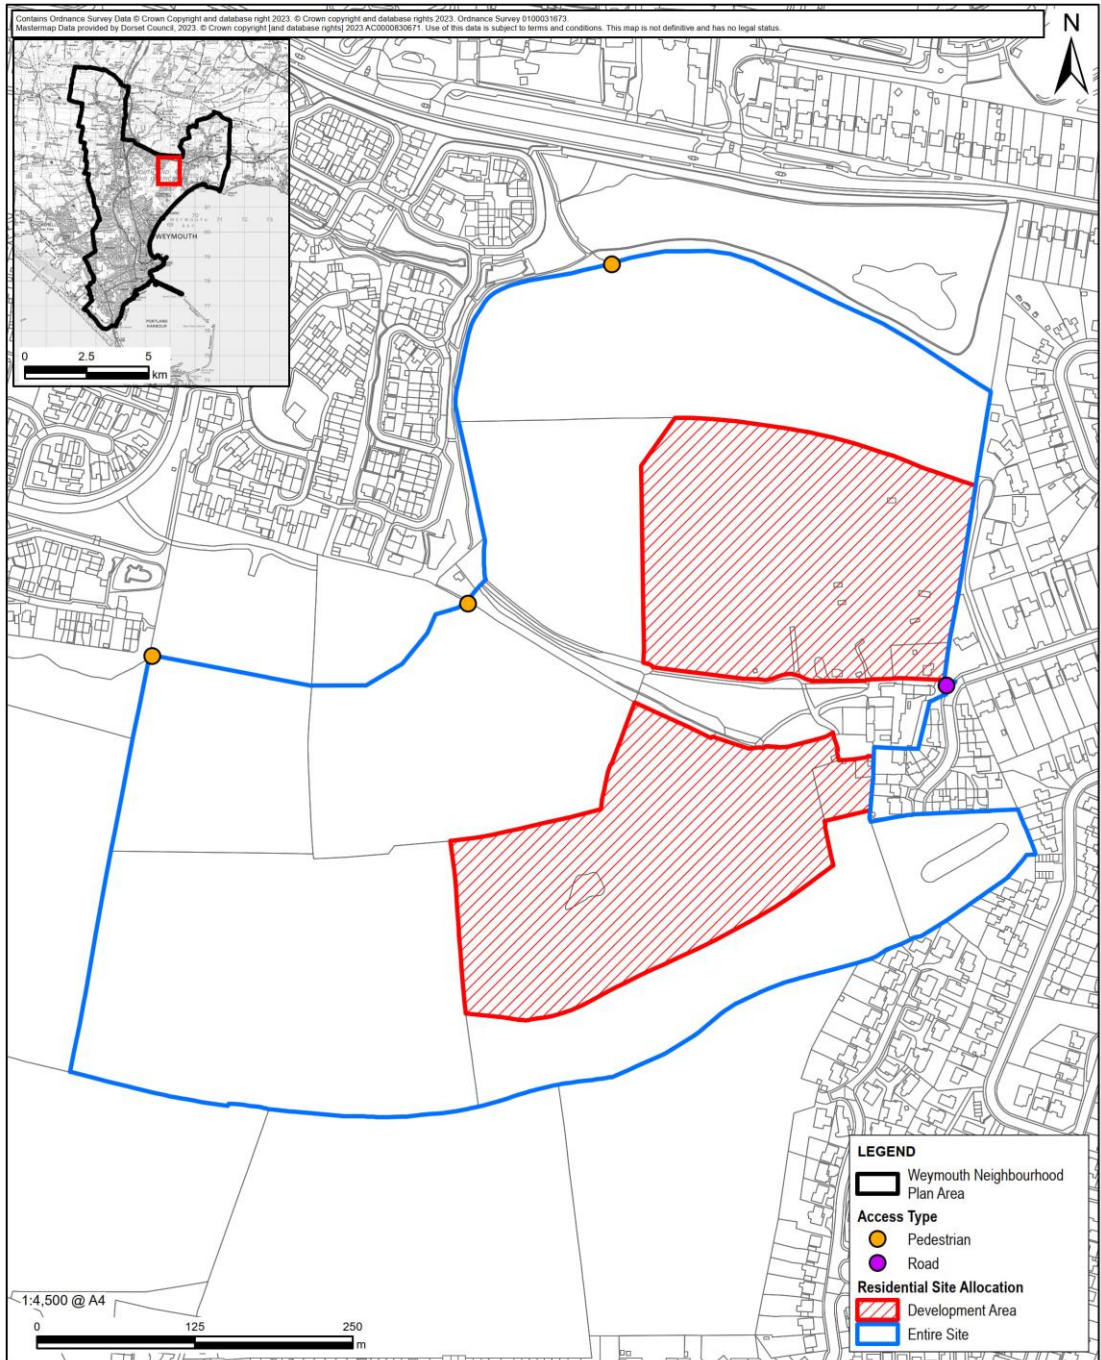 Contains Ordnance Survey Data © Crown Copyright and database right 2023. © Crown copyright and database rights 2023. Ordnance Survey 0100031673.
Mastermap Data provided by Dorset Council, 2023. © Crown copyright [and database rights] 2023 AC0000830671. Use of this data is subject to terms and conditions. This map is not definitive and has no legal status.
N
WEYMOUTH
PORTLAND
HARBOUR
0 2.5 5
km
1:4,500 @ A4
0 125 250
m
LEGEND
Weymouth Neighbourhood
Plan Area
Access Type
Pedestrian
Road
Residential Site Allocation
Development Area
Entire Site